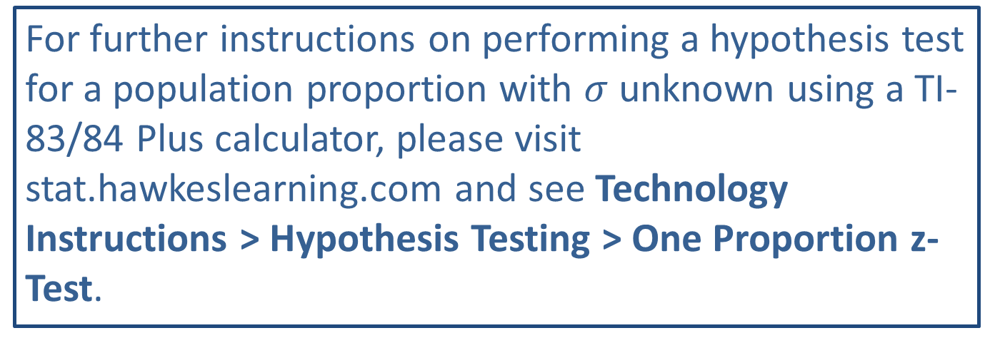 For further instructions on performing a hypothesis test
for a population proportion with σ unknown using a TI-
83/84 Plus calculator, please visit
stat.hawkeslearning.com and see Technology
Instructions > Hypothesis Testing > One Proportion z-
Test.